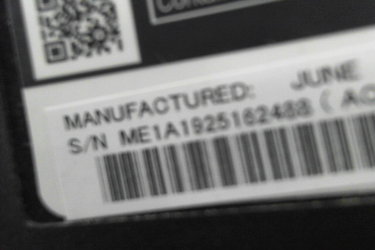 MANUFACTURED: JUNE
S/N ME1A1925162488 ( AC